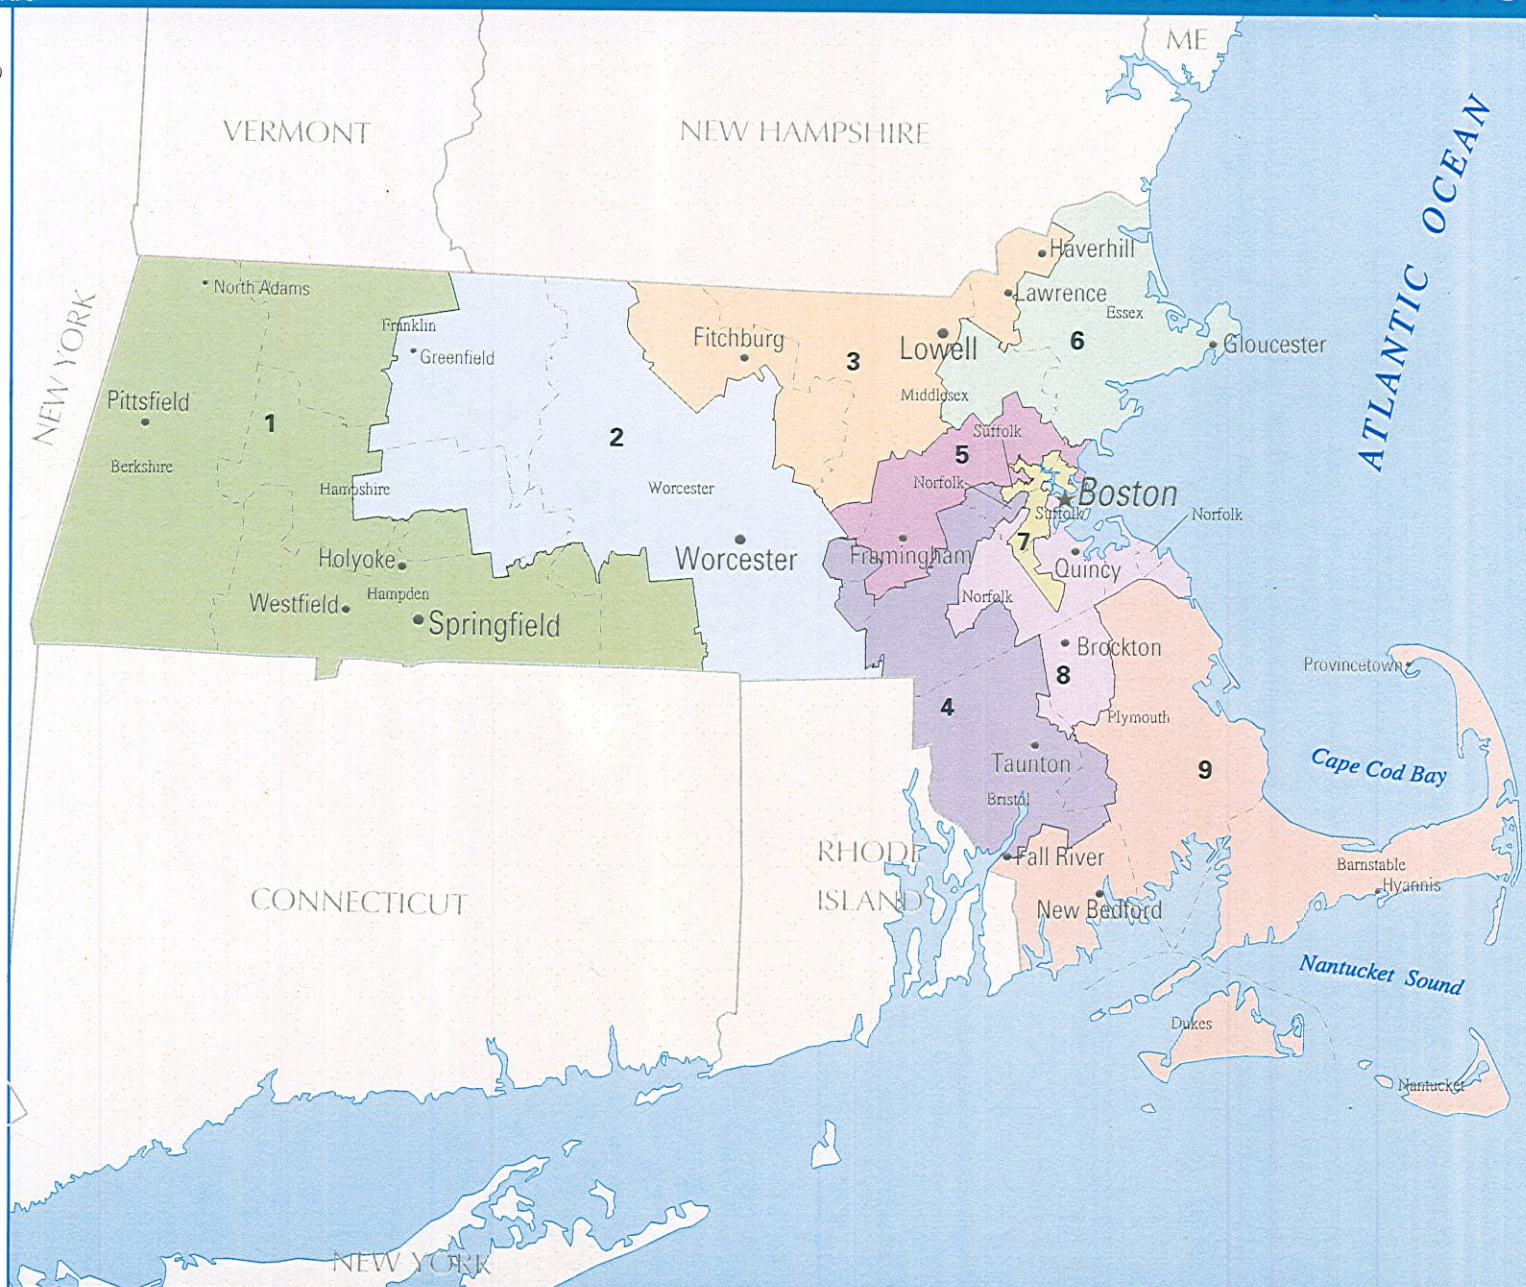 ME
VERMONT
NEW HAMPSHIRE
ATLANTIC OCEAN
NEW YORK
North Adams
Franklin
Greenfield
Pittsfield
1
Berkshire
Hampshire
Holyoke
Hampden
Westfield
Springfield
2
Worcester
Worcester
Fitchburg
3
Lowell
Middlesex
Haverhill
Lawrence
Essex
6
Gloucester
Suffolk
5
Norfolk
Boston
Suffolk
Norfolk
7
Framingham
Quincy
Norfolk
Brockton
8
4
Plymouth
Taunton
Bristol
9
Provincetown
Cape Cod Bay
RHODE
ISLAND
Fall River
New Bedford
Barnstable
Hyannis
CONNECTICUT
Nantucket Sound
Dukes
Nantucket
NEW YORK